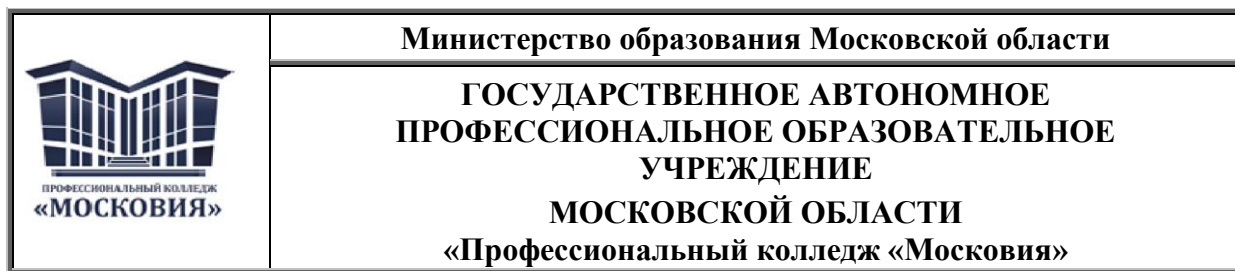 ПРОФЕССИОНАЛЬНЫЙ КОЛЛЕДЖ
«МОСКОВИЯ»
Министерство образования Московской области
ГОСУДАРСТВЕННОЕ АВТОНОМНОЕ
ПРОФЕССИОНАЛЬНОЕ ОБРАЗОВАТЕЛЬНОЕ
УЧРЕЖДЕНИЕ
МОСКОВСКОЙ ОБЛАСТИ
«Профессиональный колледж «Московия»